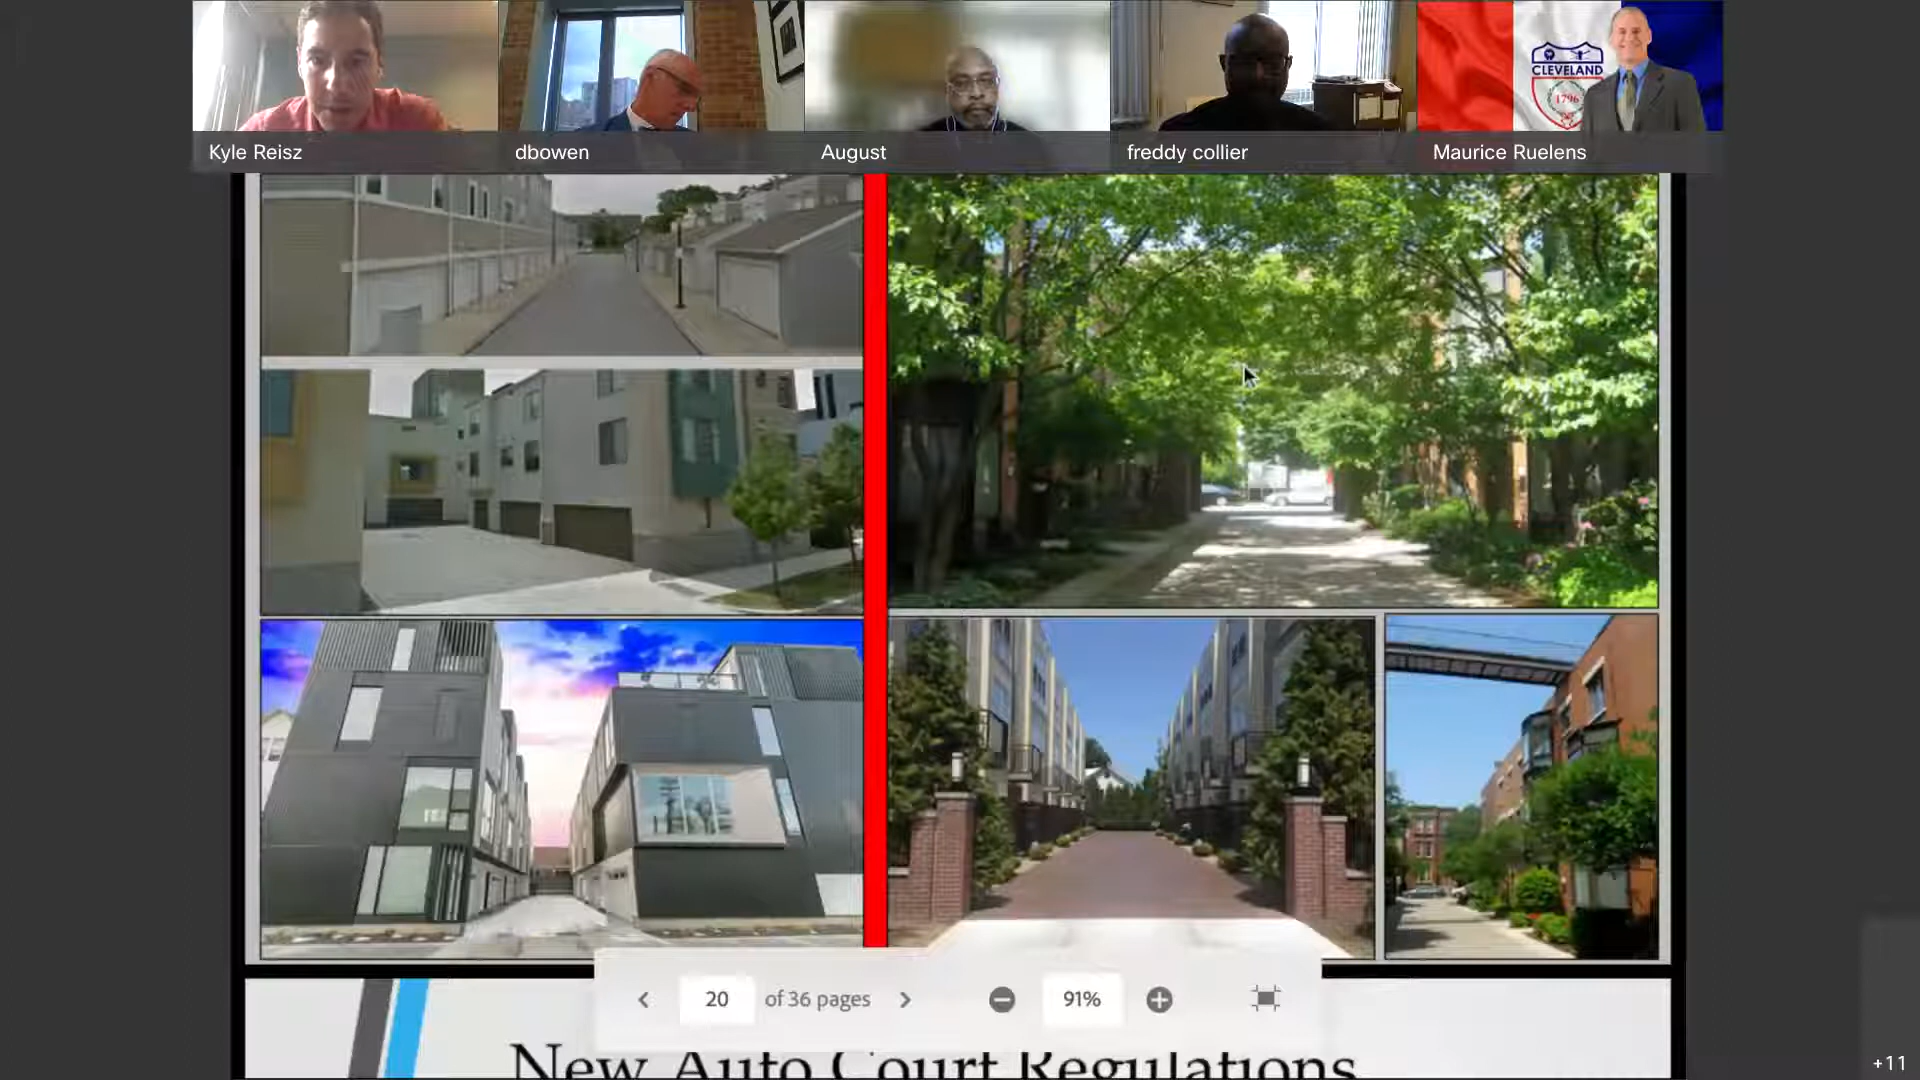 Kyle Reisz
dbowen
August
freddy collier
CLEVELAND
1796
Maurice Ruelens
20 of 36 pages
91%
New Auto Court Regulations
+11